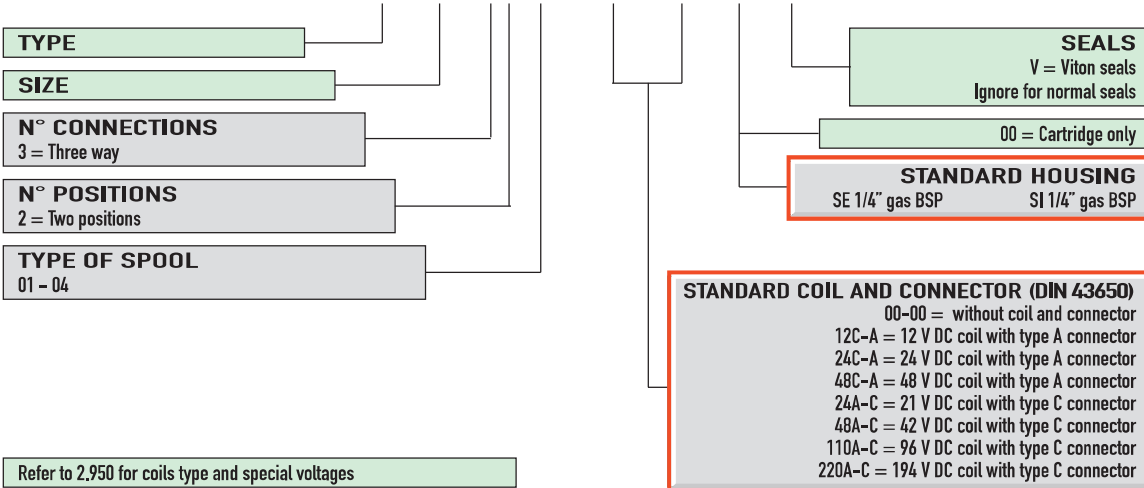 TYPE
SIZE
N° CONNECTIONS
3 = Three way
N° POSITIONS
2 = Two positions
TYPE OF SPOOL
01 – 04
Refer to 2.950 for coils type and special voltages
SEALS
V = Viton seals
Ignore for normal seals
00 = Cartridge only
STANDARD HOUSING
SE 1/4” gas BSP SI 1/4” gas BSP
STANDARD COIL AND CONNECTOR (DIN 43650)
00-00 = without coil and connector
12C-A = 12 V DC coil with type A connector
24C-A = 24 V DC coil with type A connector
48C-A = 48 V DC coil with type A connector
24A-C = 21 V DC coil with type C connector
48A-C = 42 V DC coil with type C connector
110A-C = 96 V DC coil with type C connector
220A-C = 194 V DC coil with type C connector